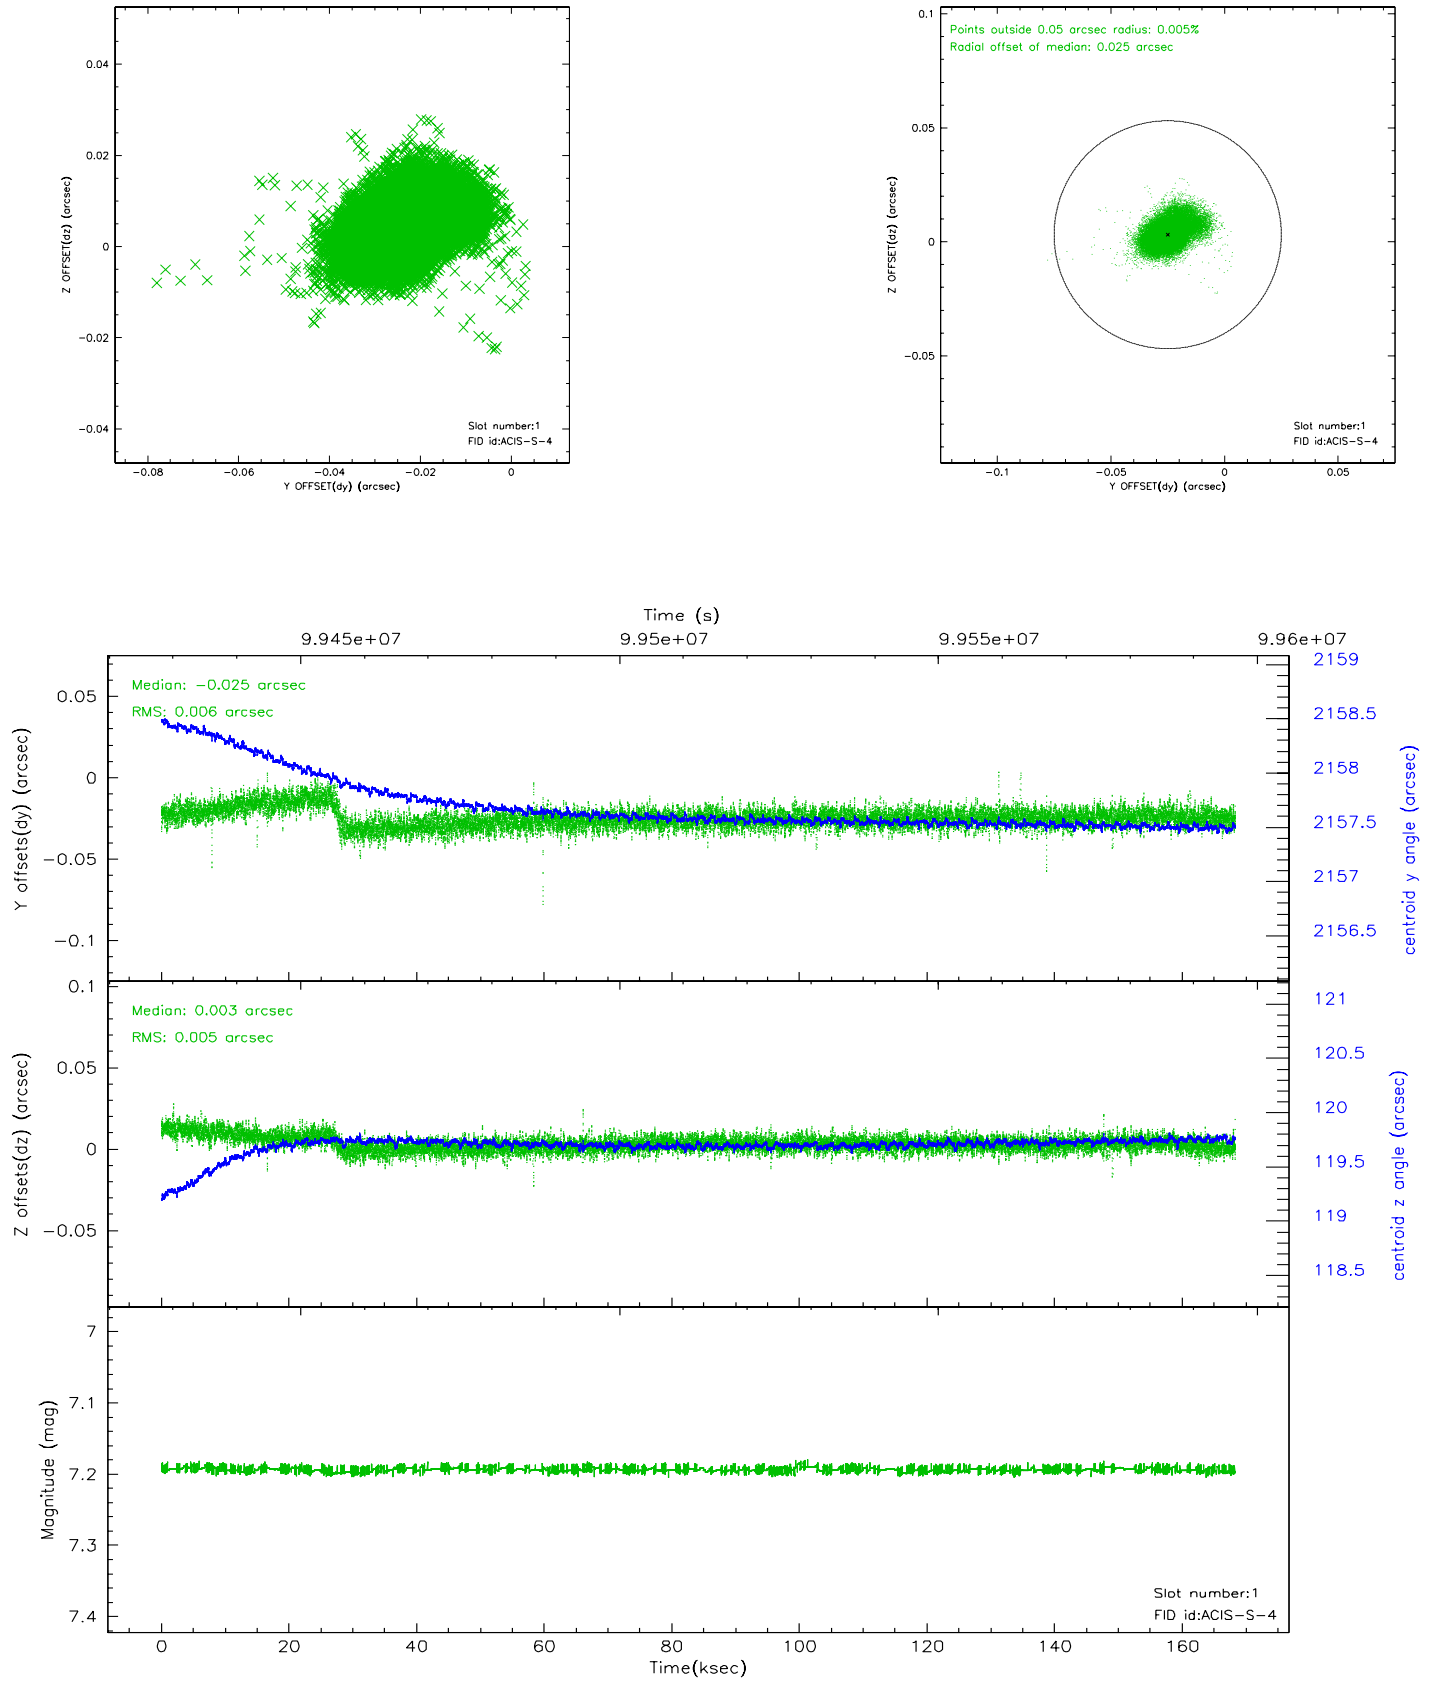 0.04
0.02
0
−0.02
−0.04
Z OFFSET(dz) (arcsec)
Slot number:1
FID id:ACIS−S−4
−0.08
−0.06
−0.04
−0.02
0
Y OFFSET(dy) (arcsec)
0.1
0.05
0
−0.05
Z OFFSET(dz) (arcsec)
Points outside 0.05 arcsec radius: 0.005%
Radial offset of median: 0.025 arcsec
Slot number:1
FID id:ACIS−S−4
−0.1
−0.05
0
0.05
Y OFFSET(dy) (arcsec)
Time (s)
9.945e+07
9.95e+07
9.955e+07
9.96e+07
Median: −0.025 arcsec
RMS: 0.006 arcsec
0.05
0
−0.05
−0.1
Y offsets(dy) (arcsec)
2159
2158.5
2158
2157.5
2157
2156.5
centroid y angle (arcsec)
Median: 0.003 arcsec
RMS: 0.005 arcsec
0.1
0.05
0
−0.05
Z offsets(dz) (arcsec)
121
120.5
120
119.5
119
118.5
centroid z angle (arcsec)
7
7.1
7.2
7.3
7.4
Magnitude (mag)
Slot number:1
FID id:ACIS−S−4
0
20
40
60
80
100
120
140
160
Time(ksec)